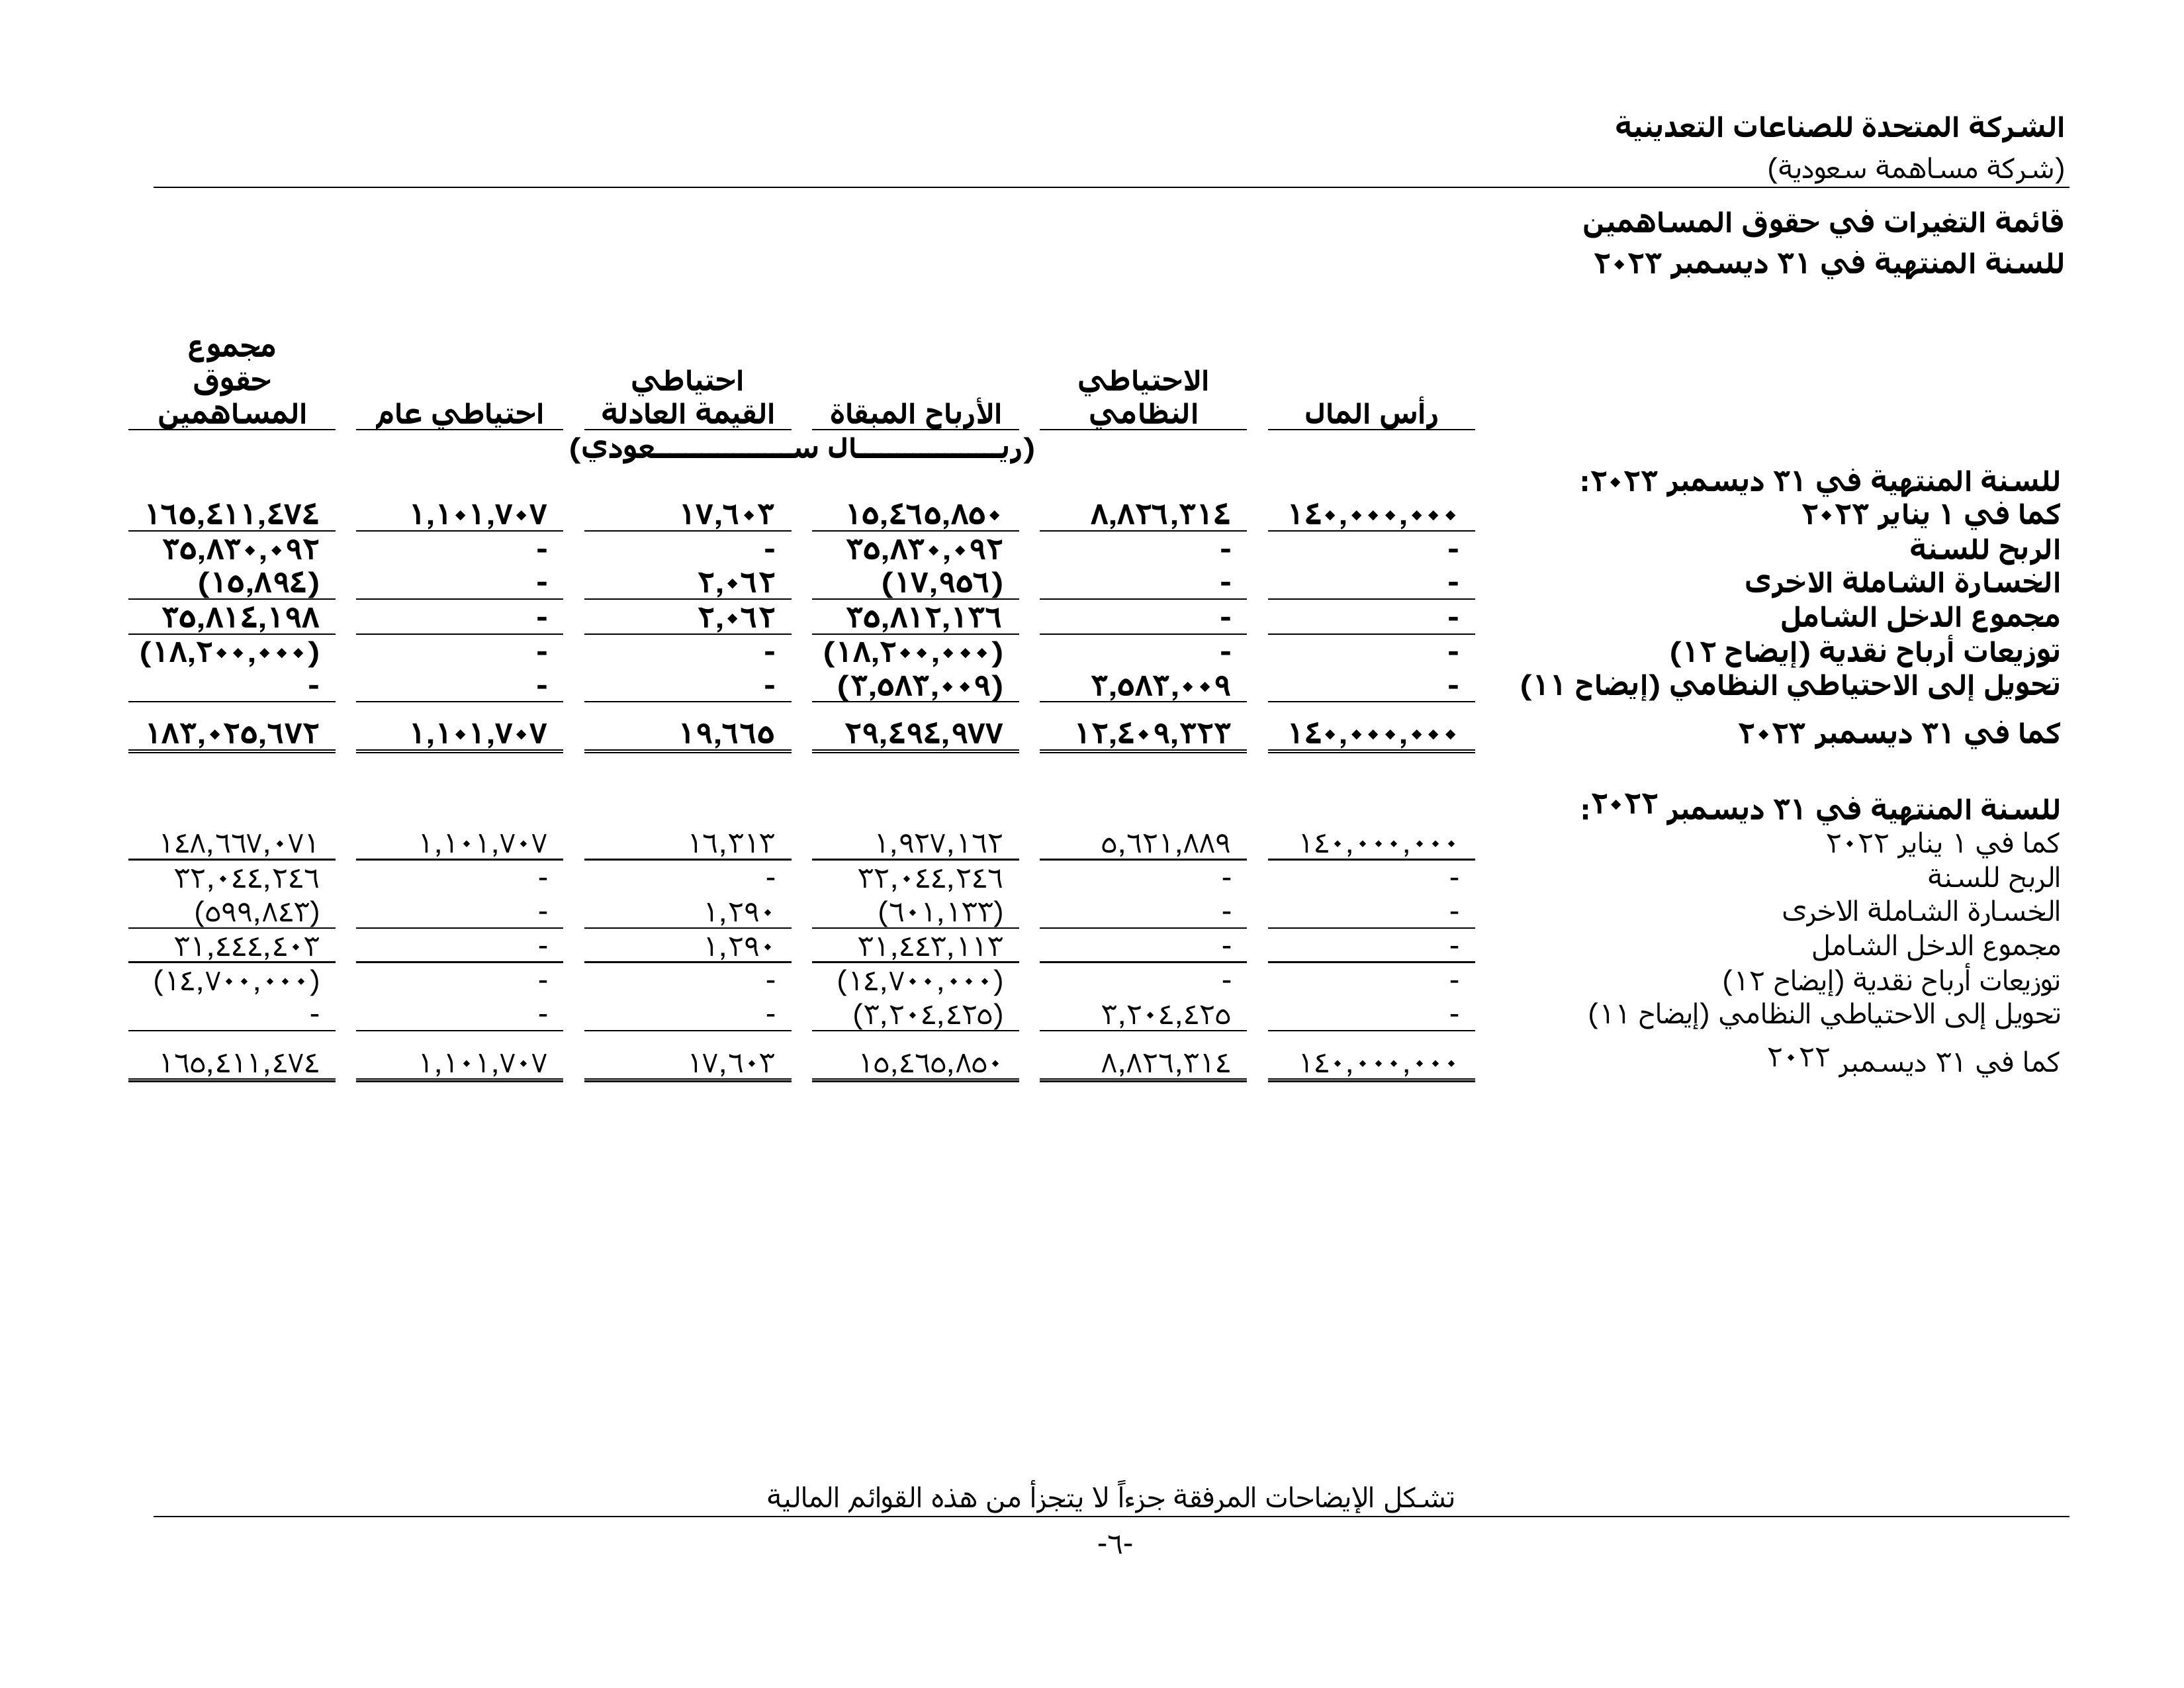 الشركة المتحدة للصناعات التعدينية
(شركة مساهمة سعودية)
قائمة التغيرات في حقوق المساهمين
للسنة المنتهية في ٣١ ديسمبر ٢٠٢٣
رأس المال الاحتياطي النظامي الأرباح المبقاة احتياطي القيمة العادلة احتياطي عام مجموع حقوق المساهمين
(ريـــــــــــــــــال ســـــــــــــــــعودي)
للسنة المنتهية في ٣١ ديسمبر ٢٠٢٣:
كما في ١ يناير ٢٠٢٣ ١٤٠,٠٠٠,٠٠٠ ٨,٨٢٦,٣١٤ ١٥,٤٦٥,٨٥٠ ١٧,٦٠٣ ١,١٠١,٧٠٧ ١٦٥,٤١١,٤٧٤
الربح للسنة - - ٣٥,٨٣٠,٠٩٢ - - ٣٥,٨٣٠,٠٩٢
الخسارة الشاملة الاخرى - - (١٧,٩٥٦) ٢,٠٦٢ - (١٥,٨٩٤)
مجموع الدخل الشامل - - ٣٥,٨١٢,١٣٦ ٢,٠٦٢ - ٣٥,٨١٤,١٩٨
توزيعات أرباح نقدية (إيضاح ١٢) - - (١٨,٢٠٠,٠٠٠) - - (١٨,٢٠٠,٠٠٠)
تحويل إلى الاحتياطي النظامي (إيضاح ١١) - ٣,٥٨٣,٠٠٩ (٣,٥٨٣,٠٠٩) - - -
كما في ٣١ ديسمبر ٢٠٢٣ ١٤٠,٠٠٠,٠٠٠ ١٢,٤٠٩,٣٢٣ ٢٩,٤٩٤,٩٧٧ ١٩,٦٦٥ ١,١٠١,٧٠٧ ١٨٣,٠٢٥,٦٧٢
للسنة المنتهية في ٣١ ديسمبر ٢٠٢٢:
كما في ١ يناير ٢٠٢٢ ١٤٠,٠٠٠,٠٠٠ ٥,٦٢١,٨٨٩ ١,٩٢٧,١٦٢ ١٦,٣١٣ ١,١٠١,٧٠٧ ١٤٨,٦٦٧,٠٧١
الربح للسنة - - ٣٢,٠٤٤,٢٤٦ - - ٣٢,٠٤٤,٢٤٦
الخسارة الشاملة الاخرى - - (٦٠١,١٣٣) ١,٢٩٠ - (٥٩٩,٨٤٣)
مجموع الدخل الشامل - - ٣١,٤٤٣,١١٣ ١,٢٩٠ - ٣١,٤٤٤,٤٠٣
توزيعات أرباح نقدية (إيضاح ١٢) - - (١٤,٧٠٠,٠٠٠) - - (١٤,٧٠٠,٠٠٠)
تحويل إلى الاحتياطي النظامي (إيضاح ١١) - ٣,٢٠٤,٤٢٥ (٣,٢٠٤,٤٢٥) - - -
كما في ٣١ ديسمبر ٢٠٢٢ ١٤٠,٠٠٠,٠٠٠ ٨,٨٢٦,٣١٤ ١٥,٤٦٥,٨٥٠ ١٧,٦٠٣ ١,١٠١,٧٠٧ ١٦٥,٤١١,٤٧٤
تشكل الإيضاحات المرفقة جزءاً لا يتجزأ من هذه القوائم المالية
-٦-